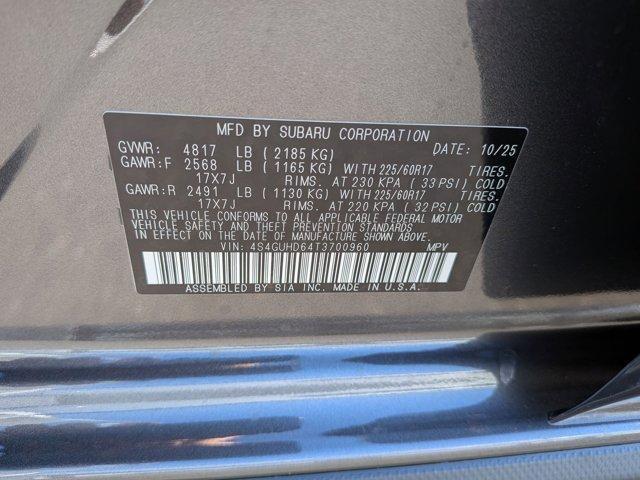 MFD BY SUBARU CORPORATION
GVWR: 4817 LB ( 2185 KG) DATE: 10/25
GAWR:F 2568 LB ( 1165 KG) WITH 225/60R17 TIRES.
17X7J RIMS. AT 230 KPA ( 33 PSI) COLD
GAWR:R 2491 LB ( 1130 KG) WITH 225/60R17 TIRES.
17X7J RIMS. AT 220 KPA ( 32 PSI) COLD
THIS VEHICLE CONFORMS TO ALL APPLICABLE FEDERAL MOTOR
VEHICLE SAFETY AND THEFT PREVENTION STANDARDS
IN EFFECT ON THE DATE OF MANUFACTURE SHOWN ABOVE.
VIN: 4S4GUHD64T3700960 MPV
ASSEMBLED BY SIA INC. MADE IN U.S.A.